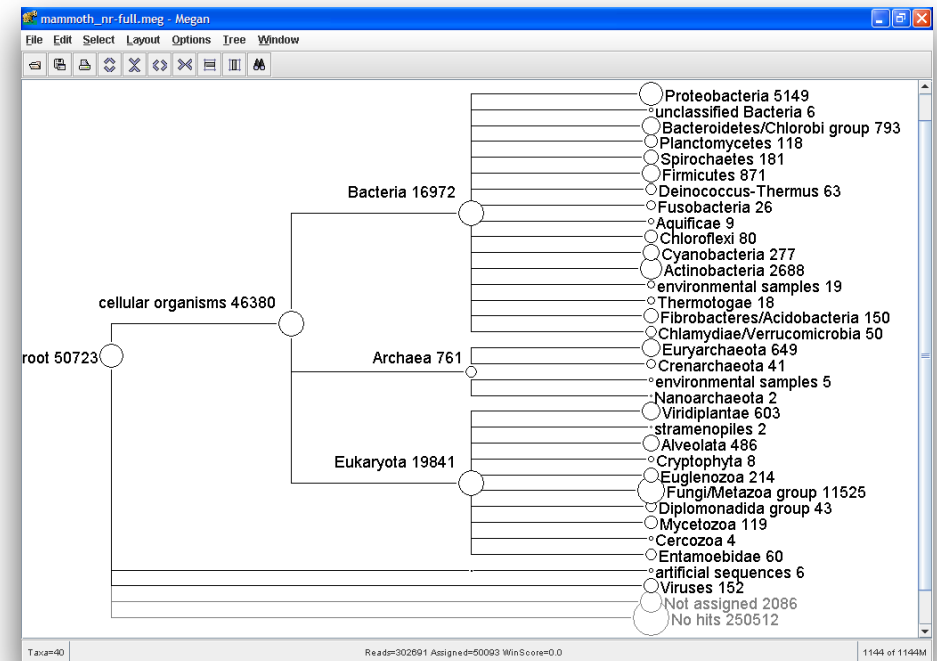 mammoth_nr-full.meg - Megan
File Edit Select Layout Options Tree Window
Proteobacteria 5149
unclassified Bacteria 6
Bacteroidetes/Chlorobi group 793
Planctomycetes 118
Spirochaetes 181
Firmicutes 871
Bacteria 16972
Deinococcus-Thermus 63
Fusobacteria 26
Aquificae 9
Chloroflexi 80
Cyanobacteria 277
Actinobacteria 2688
environmental samples 19
cellular organisms 46380
Thermotogae 18
Fibrobacteres/Acidobacteria 150
Chlamydiae/Verrucomicrobia 50
Euryarchaeota 649
root 50723
Archaea 761
Crenarchaeota 41
environmental samples 5
Nanoarchaeota 2
Viridiplantae 603
stramenopiles 2
Alveolata 486
Eukaryota 19841
Cryptophyta 8
Euglenozoa 214
Fungi/Metazoa group 11525
Diplomonadida group 43
Mycetozoa 119
Cercozoa 4
Entamoebidae 60
artificial sequences 6
Viruses 152
Not assigned 2086
No hits 250512
Taxa=40
Reads=302691 Assigned=50093 WinScore=0.0
1144 of 1144M